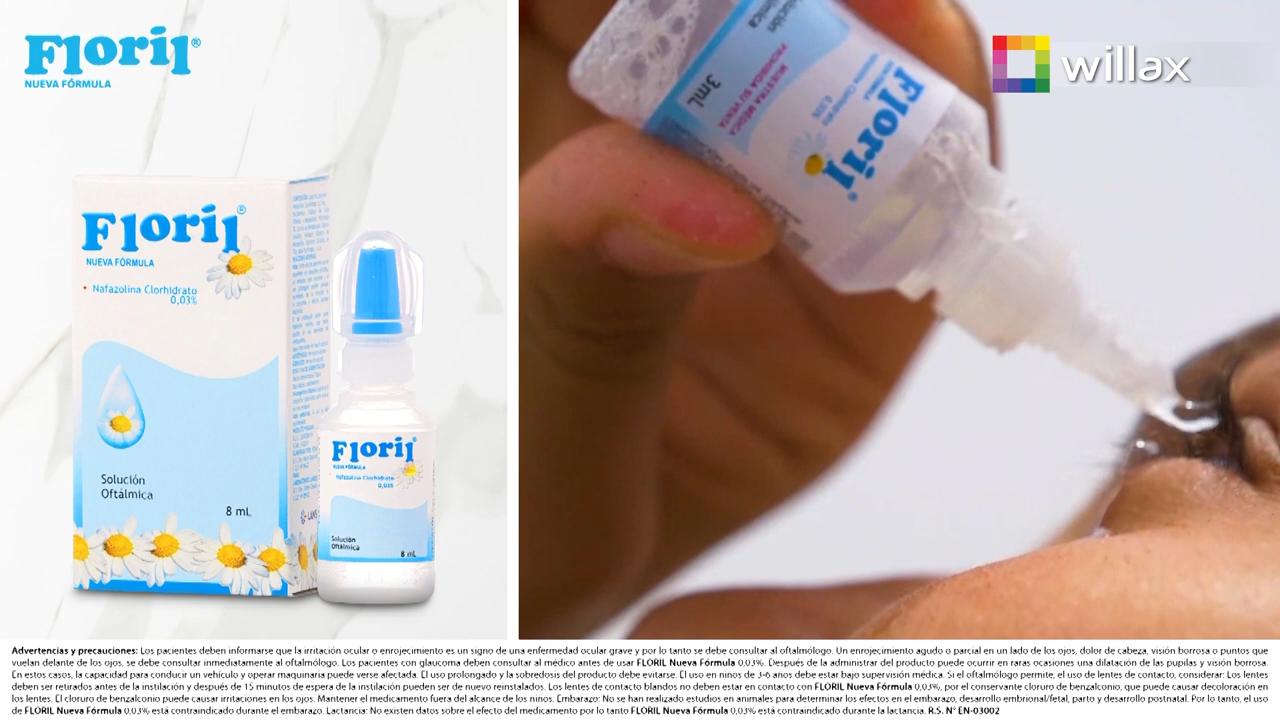 Floril®
NUEVA FÓRMULA
Floril®
NUEVA FÓRMULA
• Nafazolina Clorhidrato
0,03%
Solución
Oftálmica
8 mL
Floril
NUEVA FÓRMULA
Nafazolina Clorhidrato
0,03%
Solución
Oftálmica
8 mL
Floril
3mL
MUESTRA MÉDICA
PROHIBIDA SU VENTA
willax
Advertencias y precauciones: Los pacientes deben informarse que la irritación ocular o enrojecimiento es un signo de una enfermedad ocular grave y por lo tanto se debe consultar al oftalmólogo. Un enrojecimiento agudo o parcial en un lado de los ojos, dolor de cabeza, visión borrosa o puntos que
vuelan delante de los ojos, se debe consultar inmediatamente al oftalmólogo. Los pacientes con glaucoma deben consultar al médico antes de usar FLORIL Nueva Fórmula 0,03%. Después de la administrar del producto puede ocurrir en raras ocasiones una dilatación de las pupilas y visión borrosa.
En estos casos, la capacidad para conducir un vehículo y operar maquinaria puede verse afectada. El uso prolongado y la sobredosis del producto debe evitarse. El uso en ninos de 3-6 años debe estar bajo supervisión médica. Si el oftalmólogo permite, el uso de lentes de contacto, considerar: Los lentes
deben ser retirados antes de la instilación y después de 15 minutos de espera de la instilación pueden ser de nuevo reinstalados. Los lentes de contacto blandos no deben estar en contacto con FLORIL Nueva Fórmula 0,03%, por el conservante cloruro de benzalconio, que puede causar decoloración en
los lentes. El cloruro de benzalconio puede causar irritaciones en los ojos. Mantener el medicamento fuera del alcance de los ninos. Embarazo: No se han realizado estudios en animales para determinar los efectos en el embarazo, desarrollo embrional/fetal, parto y desarrollo postnatal. Por lo tanto, el uso
de FLORIL Nueva Fórmula 0,03% está contraindicado durante el embarazo. Lactancia: No existen datos sobre el efecto del medicamento por lo tanto FLORIL Nueva Fórmula 0,03% está contraindicado durante la lactancia. R.S. N° EN-03002